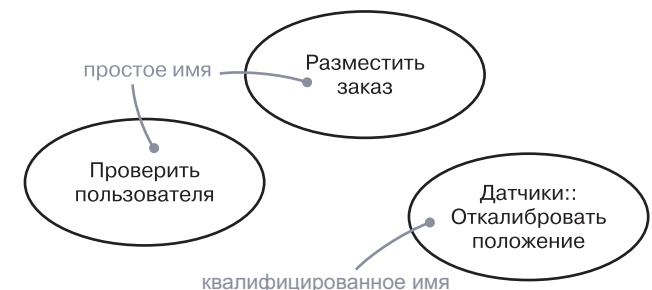 Разместить
заказ
простое имя
Проверить
пользователя
Датчики::
Откалибровать
положение
квалифицированное имя